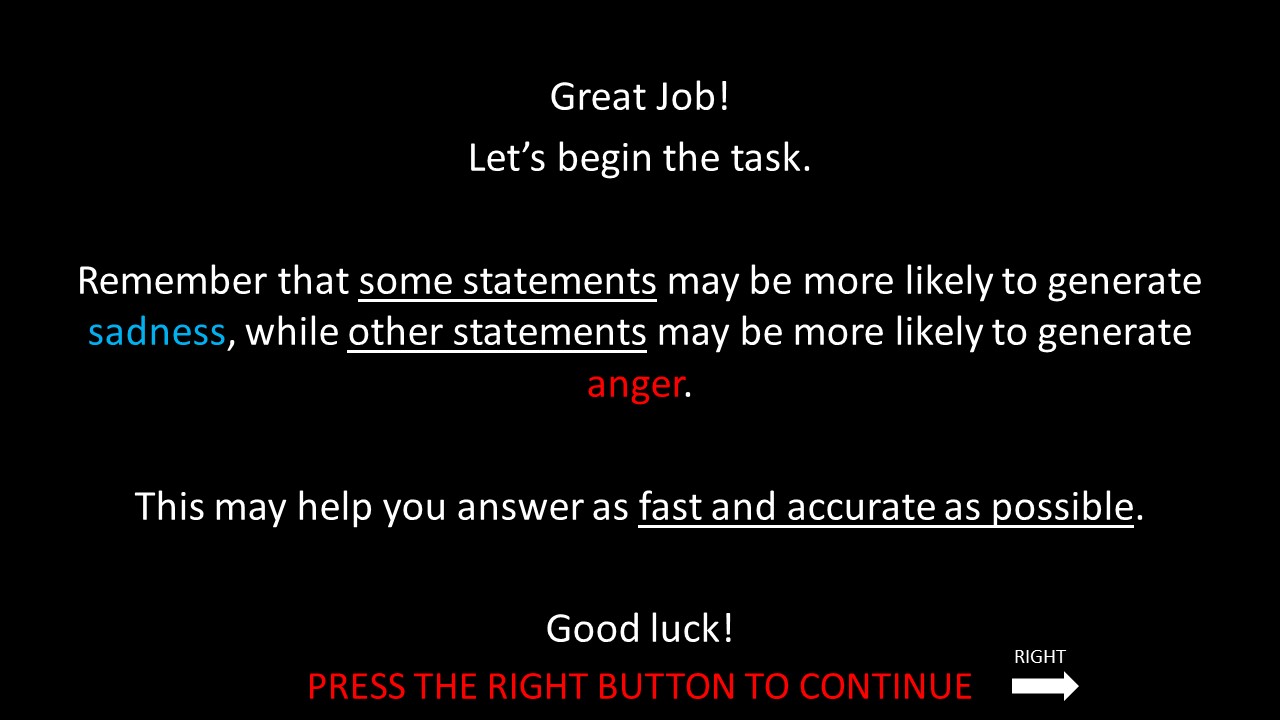 Great Job!
Let’s begin the task.
Remember that some statements may be more likely to generate
sadness, while other statements may be more likely to generate
anger.
This may help you answer as fast and accurate as possible.
Good luck!
RIGHT
PRESS THE RIGHT BUTTON TO CONTINUE